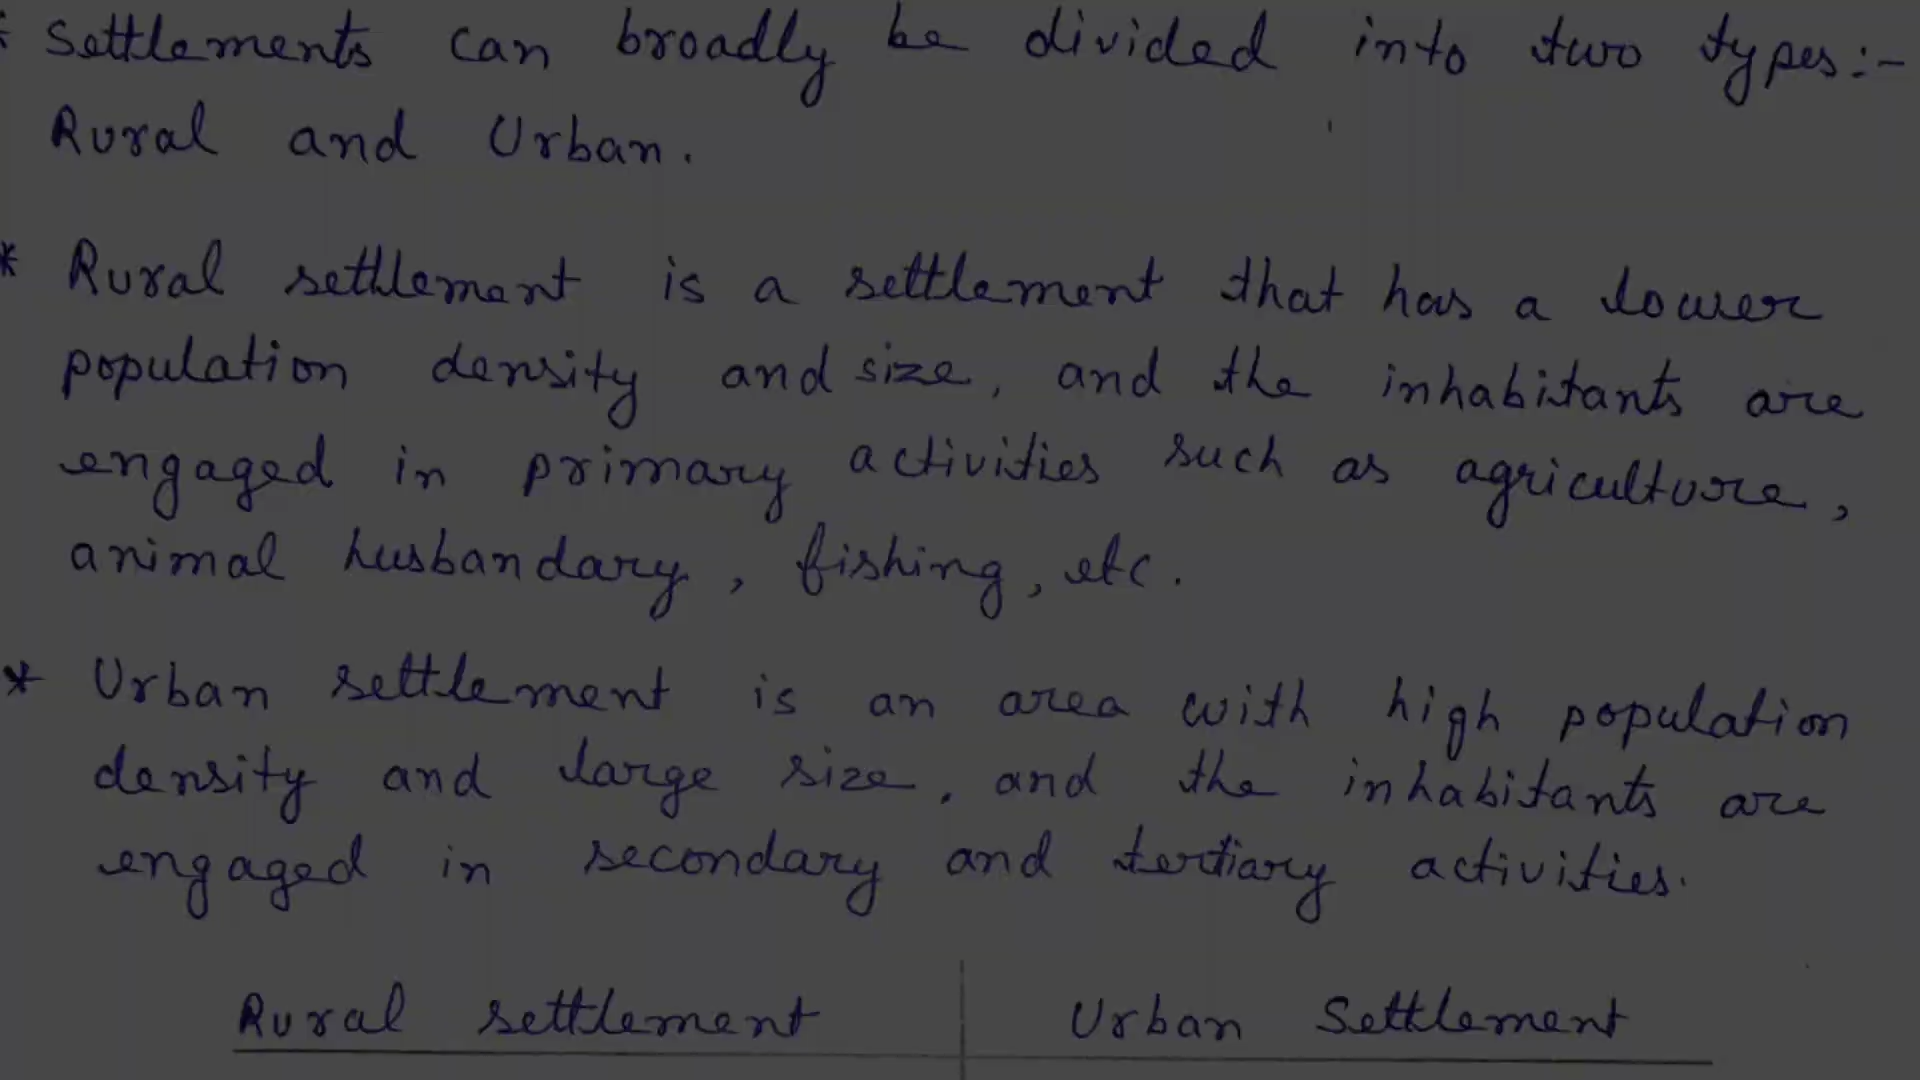 * Settlements can broadly be divided into two types:-
Rural and Urban.
* Rural settlement is a settlement that has a lower
population density and size, and the inhabitants are
engaged in primary activities such as agriculture,
animal husbandary, fishing, etc.
* Urban settlement is an area with high population
density and large size, and the inhabitants are
engaged in secondary and tertiary activities.
Rural settlement Urban Settlement